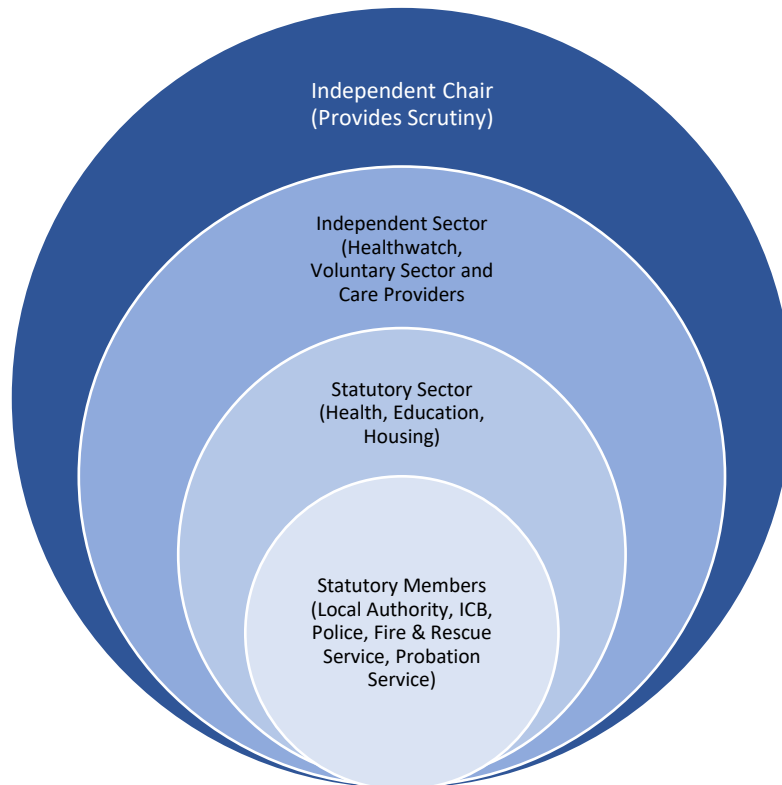 Independent Chair
(Provides Scrutiny)
Independent Sector
(Healthwatch,
Voluntary Sector and
Care Providers
Statutory Sector
(Health, Education,
Housing)
Statutory Members
(Local Authority, ICB,
Police, Fire & Rescue
Service, Probation
Service)